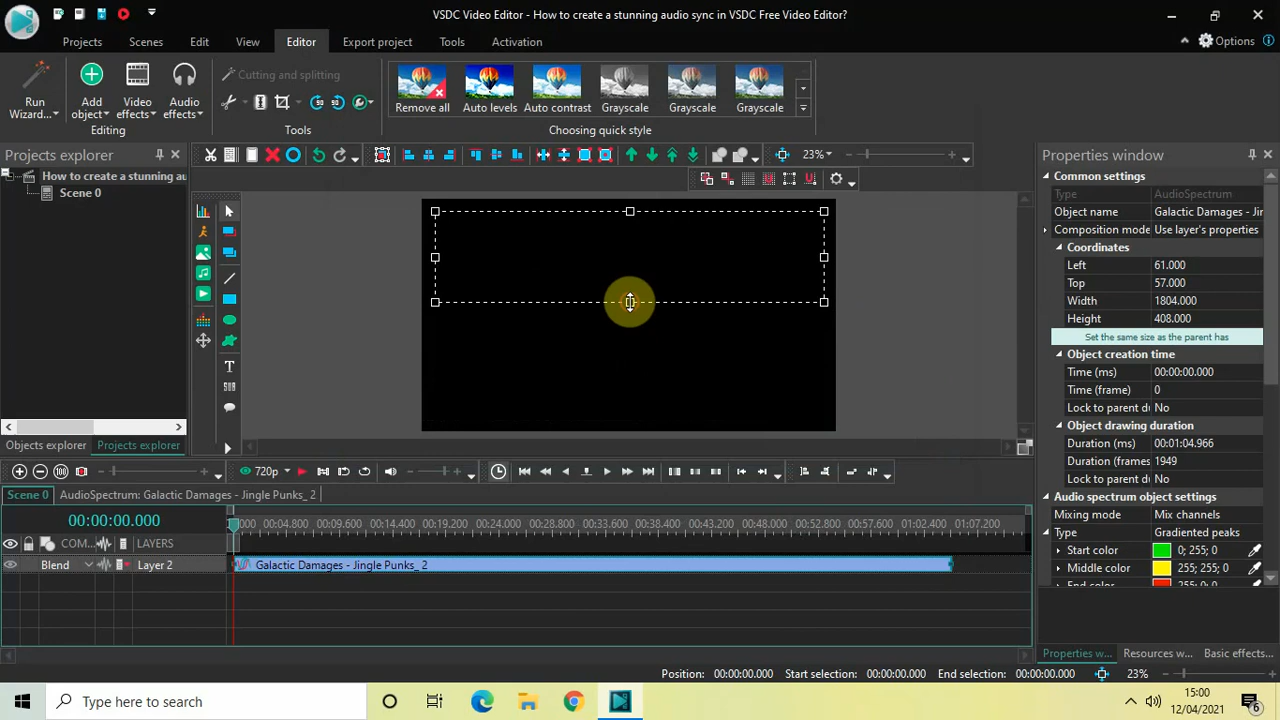 VSDC Video Editor - How to create a stunning audio sync in VSDC Free Video Editor?
Projects
Scenes
Edit
View
Editor
Export project
Tools
Activation
Options
Run
Wizard...
Add
object
Video
effects
Audio
effects
Editing
Cutting and splitting
Tools
Remove all
Auto levels
Auto contrast
Grayscale
Grayscale
Grayscale
Choosing quick style
Projects explorer
23%
How to create a stunning au
Scene 0
Objects explorer
Projects explorer
Properties window
Common settings
Type AudioSpectrum
Object name Galactic Damages - Jir
Composition mode Use layer's properties
Coordinates
Left 61.000
Top 57.000
Width 1804.000
Height 408.000
Set the same size as the parent has
Object creation time
Time (ms) 00:00:00.000
Time (frame) 0
Lock to parent du No
Object drawing duration
Duration (ms) 00:01:04.966
Duration (frames 1949
Lock to parent du No
Audio spectrum object settings
Mixing mode Mix channels
Type Gradiented peaks
Start color 0; 255; 0
Middle color 255; 255; 0
End color 255; 0; 0
Properties w...
Resources w...
Basic effects...
720p
Scene 0
AudioSpectrum: Galactic Damages - Jingle Punks_ 2
00:00:00.000
000 00:04.800 00:09.600 00:14.400 00:19.200 00:24.000 00:28.800 00:33.600 00:38.400 00:43.200 00:48.000 00:52.800 00:57.600 01:02.400 01:07.200
COM...
LAYERS
Blend
Layer 2
Galactic Damages - Jingle Punks_ 2
Position: 00:00:00.000
Start selection: 00:00:00.000
End selection: 00:00:00.000
23%
Type here to search
15:00
12/04/2021
6